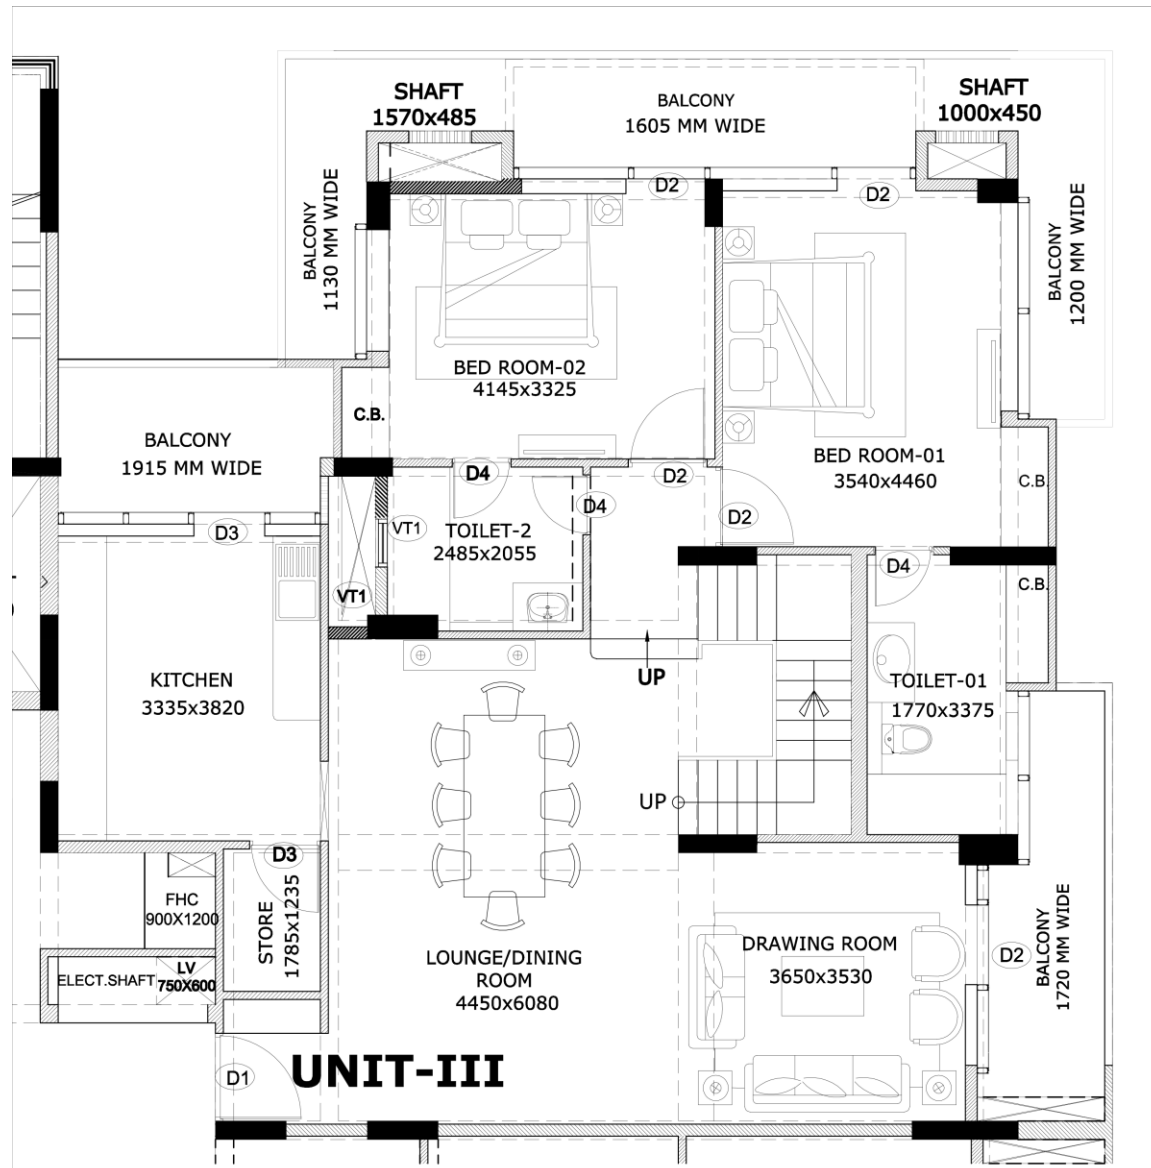 SHAFT
1570x485
BALCONY
1605 MM WIDE
SHAFT
1000x450
BALCONY
1130 MM WIDE
D2
D2
BALCONY
1200 MM WIDE
BED ROOM-02
4145x3325
C.B.
BALCONY
1915 MM WIDE
BED ROOM-01
3540x4460
C.B.
D4
D2
D4
D2
D3
VT1
TOILET-2
2485x2055
VT1
D4
C.B.
UP
KITCHEN
3335x3820
TOILET-01
1770x3375
UP
D3
FHC
900X1200
STORE
1785x1235
LOUNGE/DINING
ROOM
4450x6080
DRAWING ROOM
3650x3530
D2
BALCONY
1720 MM WIDE
ELECT.SHAFT
LV
750X600
D1
UNIT-III